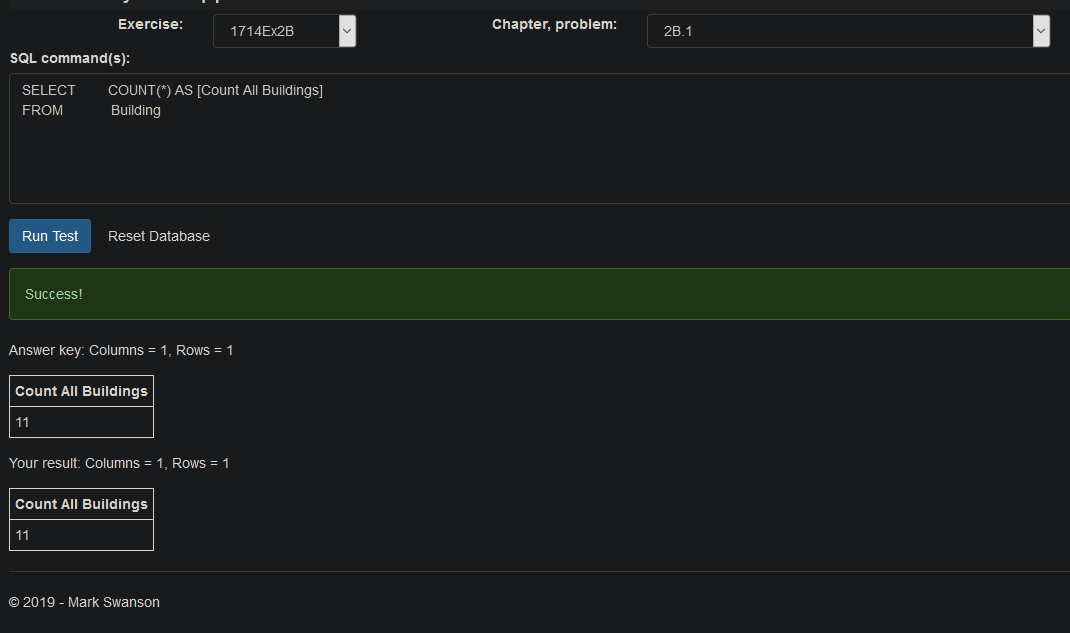 Exercise: 1714Ex2B Chapter, problem: 2B.1
SQL command(s):
SELECT COUNT(*) AS [Count All Buildings]
FROM Building
Run Test Reset Database
Success!
Answer key: Columns = 1, Rows = 1
Count All Buildings
11
Your result: Columns = 1, Rows = 1
Count All Buildings
11
© 2019 - Mark Swanson